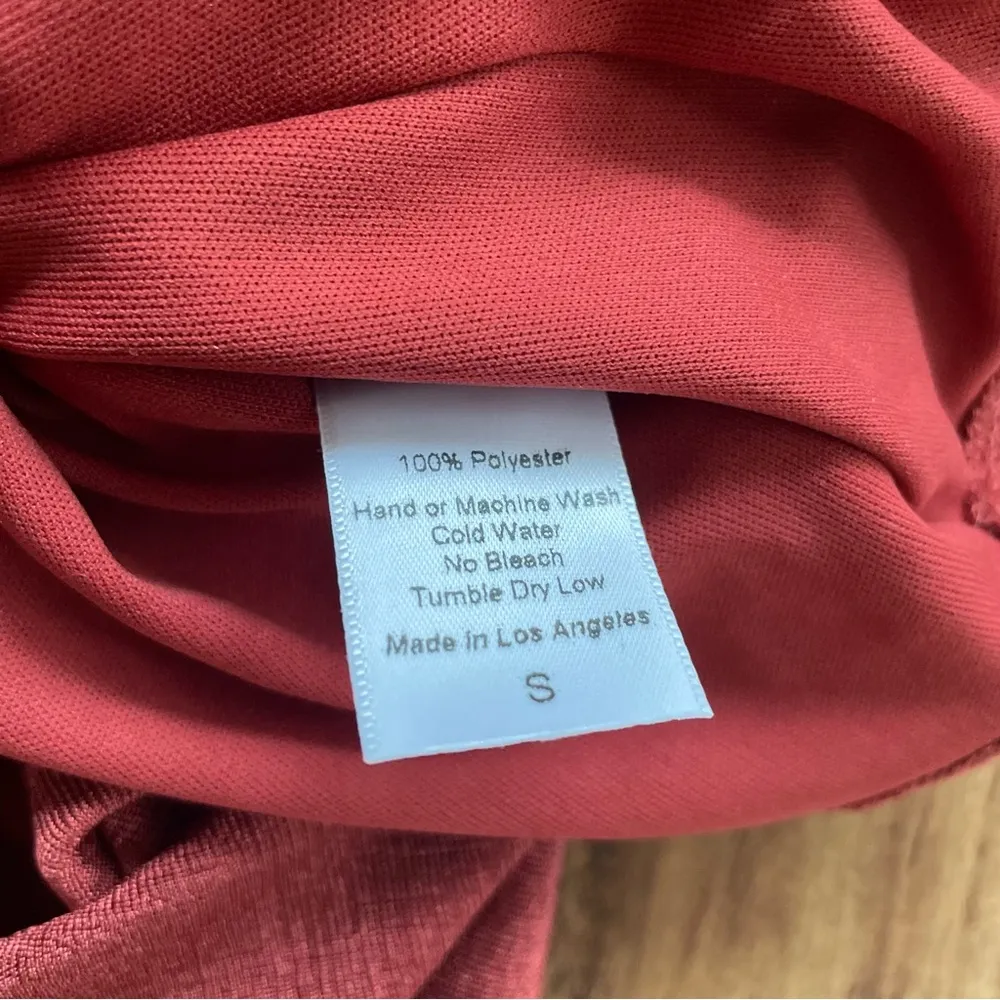 100% Polyester
Hand or Machine Wash
Cold Water
No Bleach
Tumble Dry Low
Made in Los Angeles
S